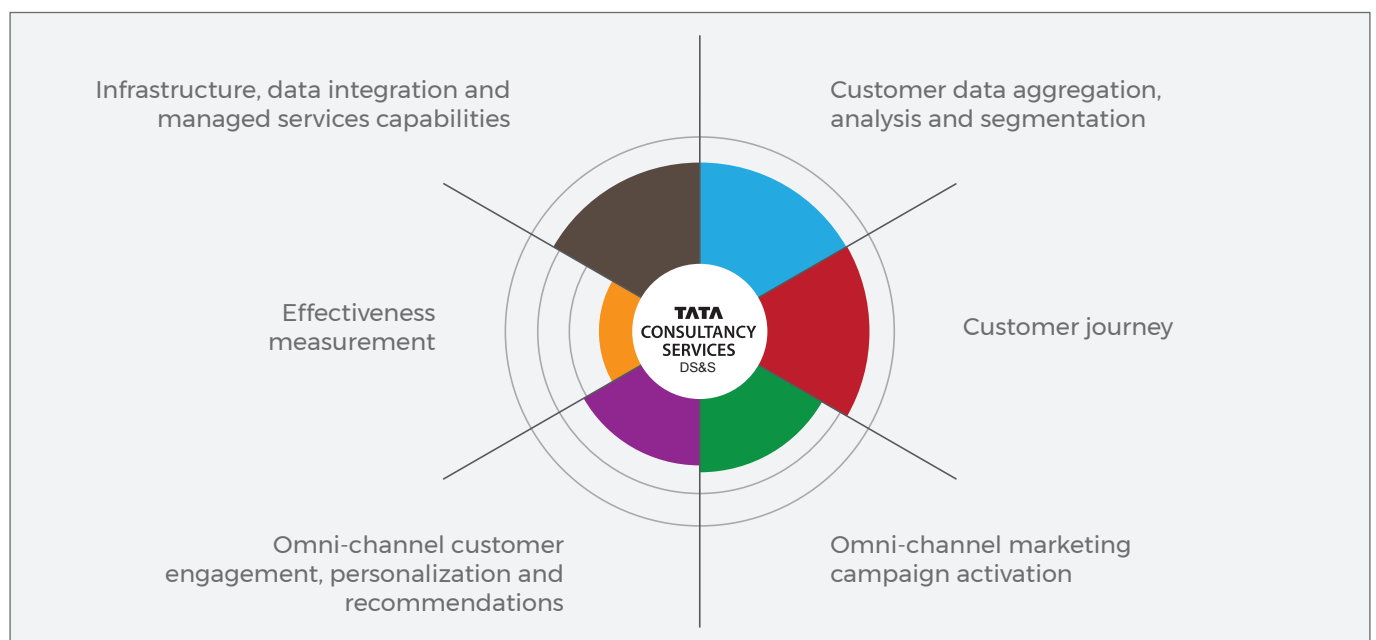 Infrastructure, data integration and
managed services capabilities
Customer data aggregation,
analysis and segmentation
Effectiveness
measurement
TATA
CONSULTANCY
SERVICES
DS&S
Customer journey
Omni-channel customer
engagement, personalization and
recommendations
Omni-channel marketing
campaign activation